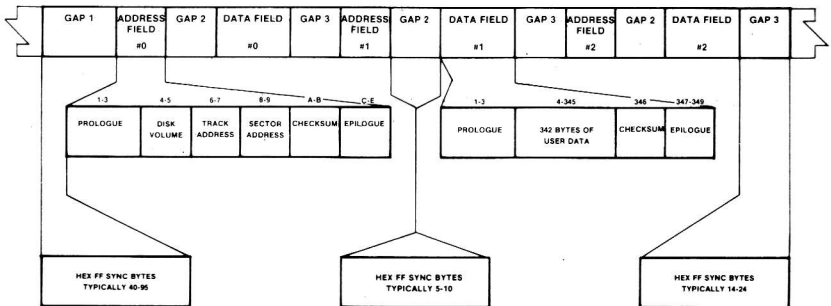 GAP 1 ADDRESS FIELD #0 GAP 2 DATA FIELD #0 GAP 3 ADDRESS FIELD #1 GAP 2 DATA FIELD #1 GAP 3 ADDRESS FIELD #2 GAP 2 DATA FIELD #2 GAP 3
1-3 4-5 6-7 8-9 A-B C-E
PROLOGUE DISK VOLUME TRACK ADDRESS SECTOR ADDRESS CHECKSUM EPILOGUE
1-3 4-345 346 347-349
PROLOGUE 342 BYTES OF USER DATA CHECKSUM EPILOGUE
HEX FF SYNC BYTES
TYPICALLY 40-95
HEX FF SYNC BYTES
TYPICALLY 5-10
HEX FF SYNC BYTES
TYPICALLY 14-24